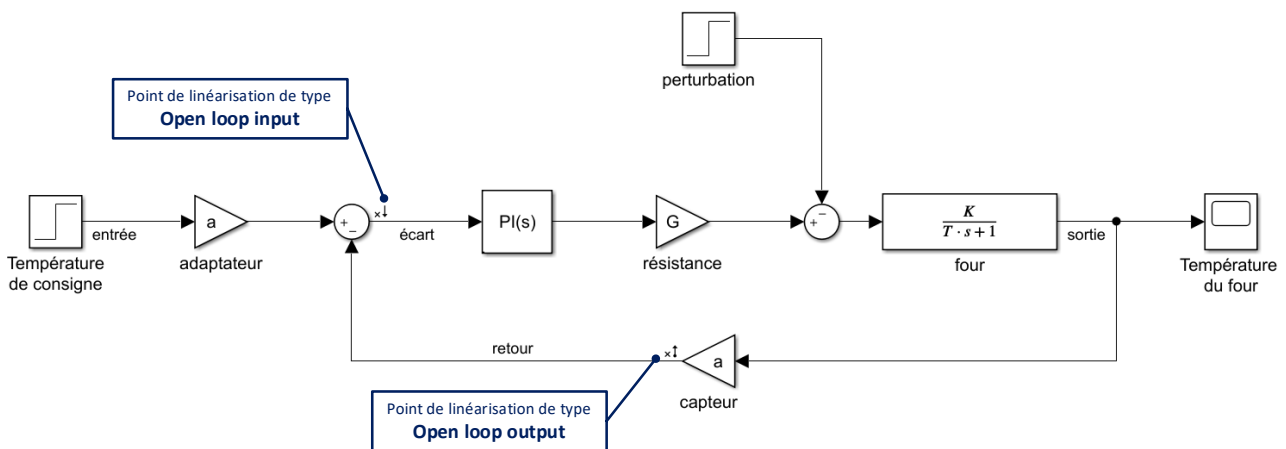 perturbation
Point de linéarisation de type
Open loop input
entrée
Température
de consigne
a
adaptateur
+
−
écart
PI(s)
G
résistance
+
−
K
T · s + 1
four
sortie
Température
du four
retour
a
capteur
Point de linéarisation de type
Open loop output